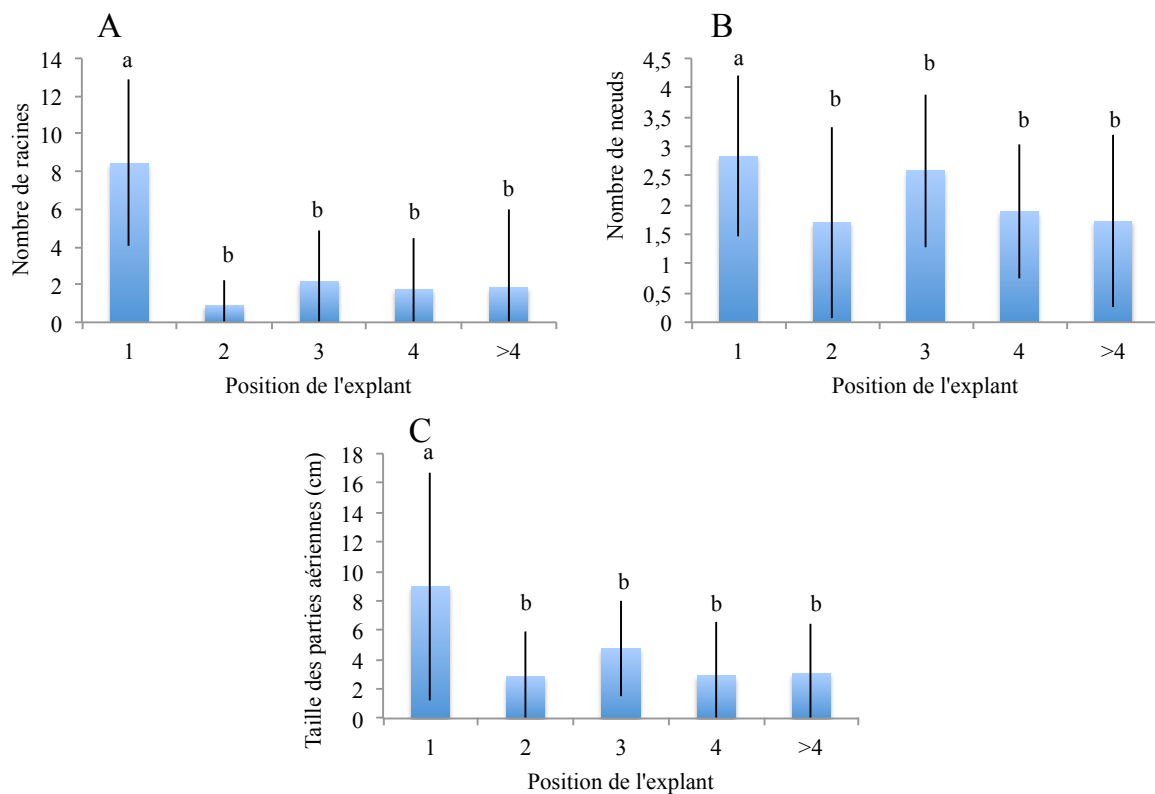 A
Nombre de racines
14
12
10
8
6
4
2
0
a
b
b
b
b
1 2 3 4 >4
Position de l'explant
B
Nombre de nœuds
4,5
4
3,5
3
2,5
2
1,5
1
0,5
0
a
b
b
b
b
1 2 3 4 >4
Position de l'explant
C
Taille des parties aériennes (cm)
18
16
14
12
10
8
6
4
2
0
a
b
b
b
b
1 2 3 4 >4
Position de l'explant